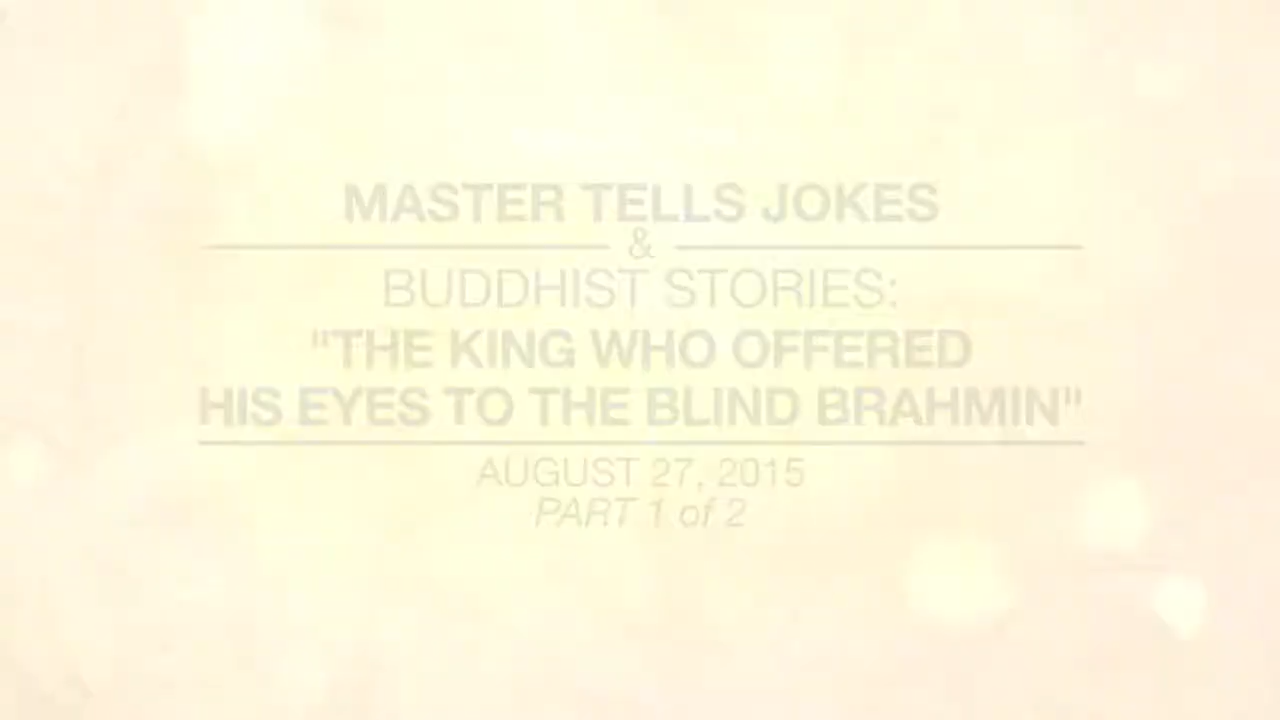 MASTER TELLS JOKES
&
BUDDHIST STORIES:
"THE KING WHO OFFERED
HIS EYES TO THE BLIND BRAHMIN"
AUGUST 27, 2015
PART 1 of 2